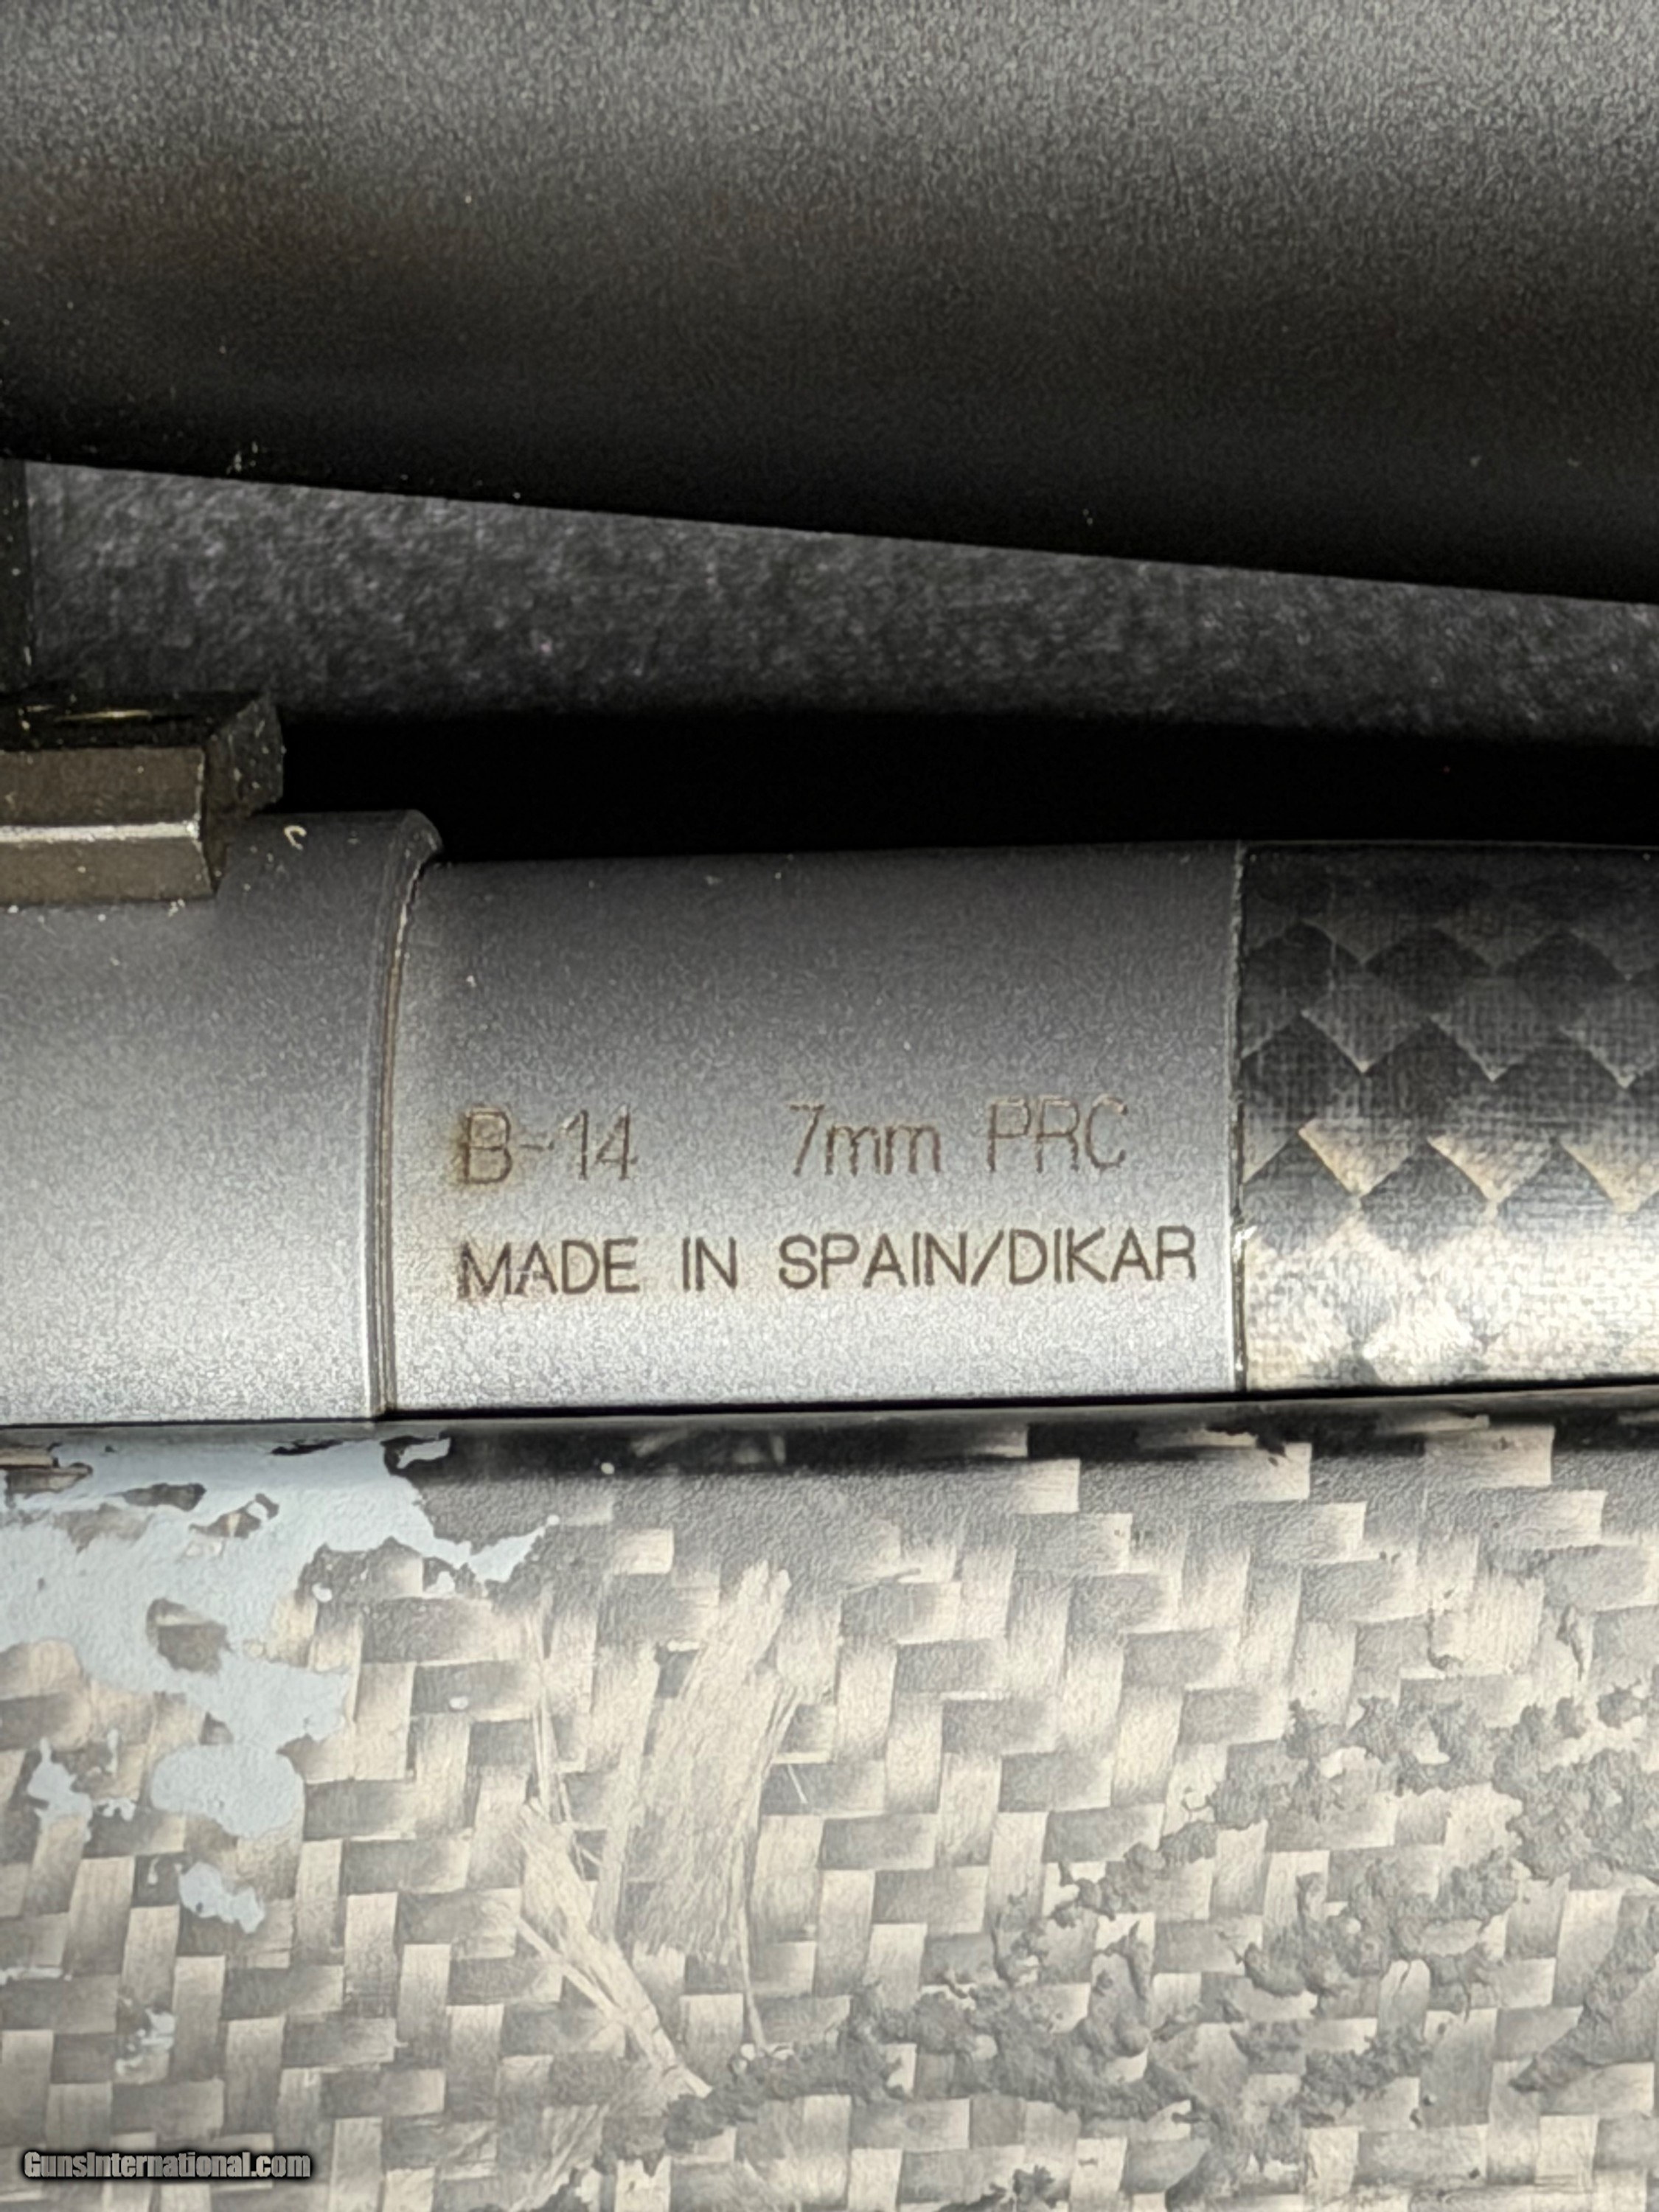 B-14 7mm PRC
MADE IN SPAIN/DIKAR
GunsInternational.com